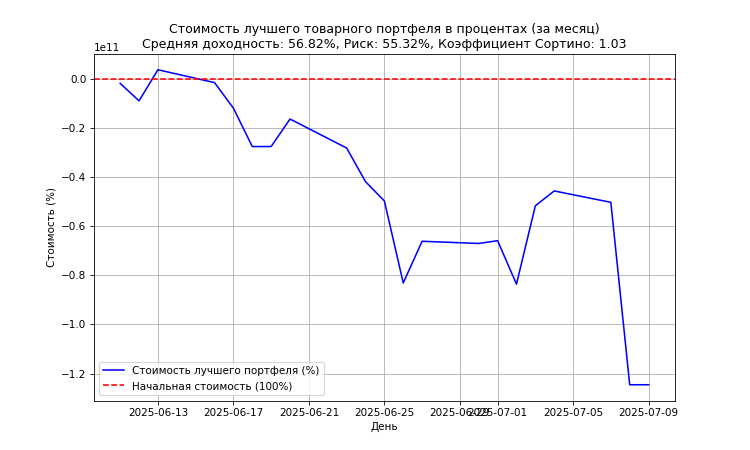 Стоимость лучшего товарного портфеля в процентах (за месяц)
Средняя доходность: 56.82%, Риск: 55.32%, Коэффициент Сортино: 1.03
1e11
0.0
−0.2
−0.4
−0.6
−0.8
−1.0
−1.2
Стоимость (%)
Стоимость лучшего портфеля (%)
Начальная стоимость (100%)
2025-06-13 2025-06-17 2025-06-21 2025-06-25 2025-06-29 2025-07-01 2025-07-05 2025-07-09
День